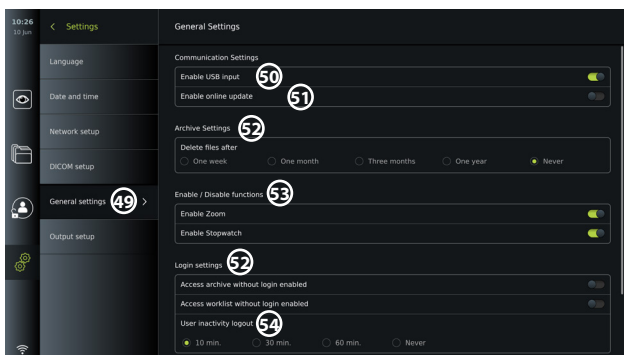 10:26
10 Jun
< Settings
General Settings
Language
Date and time
Network setup
DICOM setup
General settings 49 >
Output setup
Communication Settings
Enable USB input 50
Enable online update 51
Archive Settings 52
Delete files after
One week One month Three months One year Never
Enable / Disable functions 53
Enable Zoom
Enable Stopwatch
Login settings 52
Access archive without login enabled
Access worklist without login enabled
User inactivity logout 54
10 min. 30 min. 60 min. Never